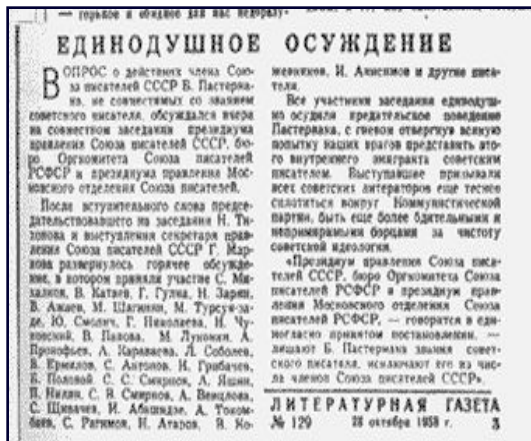 — горькое и обидное для нас
ЕДИНОДУШНОЕ ОСУЖДЕНИЕ
ВОПРОС о действиях члена Сою-
за писателей СССР Б. Пастерна-
ка, не совместимых со званием
советского писателя, обсуждался вчера
на совместном заседании президиума
правления Союза писателей СССР, бю-
ро Оргкомитета Союза писателей
РСФСР и президиума правления Мос-
ковского отделения Союза писателей.
После вступительного слова предсе-
дательствовавшего на заседании Н. Ти-
хонова и выступления секретаря прав-
ления Союза писателей СССР Г. Мар-
кова развернулось горячее обсужде-
ние, в котором приняли участие С. Ми-
халков, В. Катаев, Г. Гулиа, Н. Зарян,
В. Ажаев, М. Шагинян, М. Турсун-за-
де, Ю. Смолич, Г. Николаева, Н. Чу-
ковский, В. Панова, М. Луконин, А.
Прокофьев, А. Караваева, Л. Соболев,
В. Ермилов, С. Антонов, Н. Грибачев,
Б. Полевой, С. С. Смирнов, А. Яшин,
П. Нилин, С. В. Смирнов, А. Венцлова,
С. Щипачев, И. Абашидзе, А. Током-
баев, С. Рагимов, Н. Атаров, В. Ко-
жевников, И. Анисимов и другие писа-
тели.
Все участники заседания единодуш-
но осудили предательское поведение
Пастернака, с гневом отвергнув всякую
попытку наших врагов представить это-
го внутреннего эмигранта советским
писателем. Выступавшие призывали
всех советских литераторов еще теснее
сплотиться вокруг Коммунистической
партии, быть еще более бдительными и
непримиримыми борцами за чистоту
советской идеологии.
«Президиум правления Союза писа-
телей СССР, бюро Оргкомитета Союза
писателей РСФСР и президиум прав-
ления Московского отделения Союза
писателей РСФСР, — говорится в еди-
ногласно принятом постановлении, —
лишают Б. Пастернака звания совет-
ского писателя, исключают его из чис-
ла членов Союза писателей СССР».
ЛИТЕРАТУРНАЯ ГАЗЕТА
№ 129 28 октября 1958 г. 3